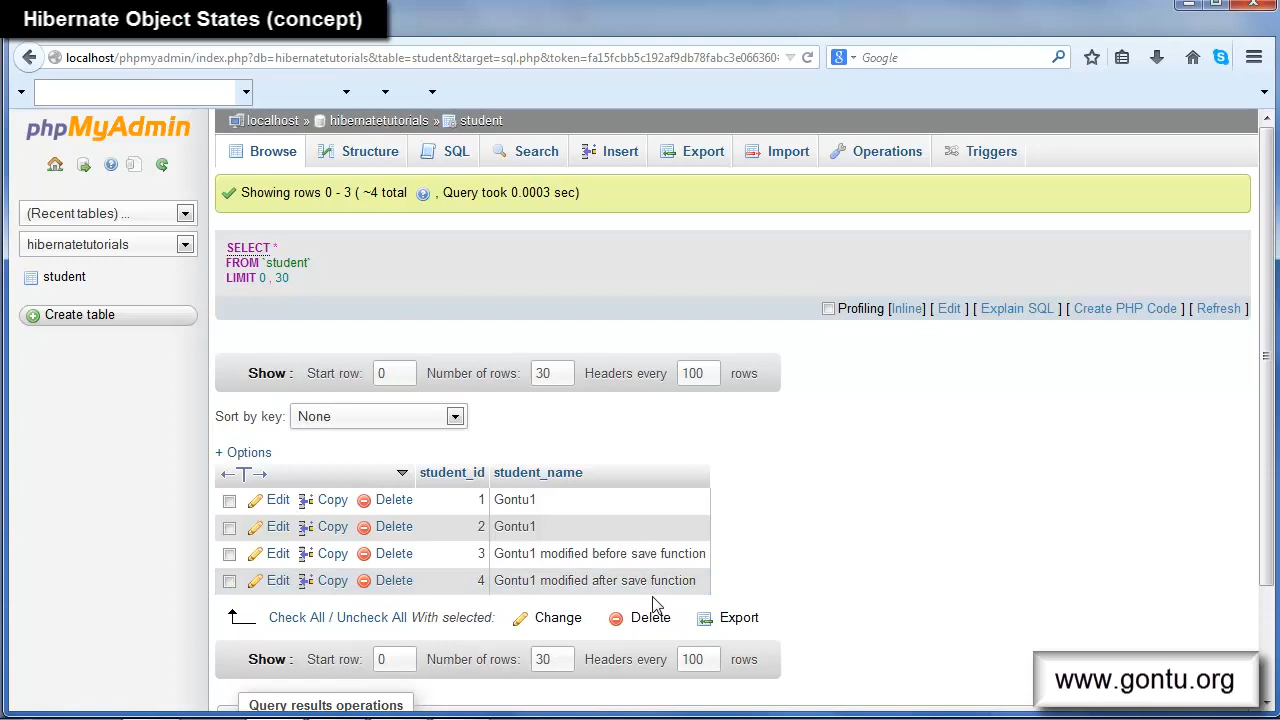 Hibernate Object States (concept)
localhost/phpmyadmin/index.php?db=hibernatetutorials&table=student&target=sql.php&token=fa15fcbb5c192af9db78fabc3e066360
Google
phpMyAdmin
localhost » hibernatetutorials » student
Browse Structure SQL Search Insert Export Import Operations Triggers
(Recent tables) ...
hibernatetutorials
student
Create table
Showing rows 0 - 3 ( ~4 total , Query took 0.0003 sec)
SELECT *
FROM `student`
LIMIT 0 , 30
Profiling [Inline] [ Edit ] [ Explain SQL ] [ Create PHP Code ] [ Refresh ]
Show : Start row: 0 Number of rows: 30 Headers every 100 rows
Sort by key: None
+ Options
←T→ student_id student_name
Edit Copy Delete 1 Gontu1
Edit Copy Delete 2 Gontu1
Edit Copy Delete 3 Gontu1 modified before save function
Edit Copy Delete 4 Gontu1 modified after save function
Check All / Uncheck All With selected: Change Delete Export
Show : Start row: 0 Number of rows: 30 Headers every 100 rows
Query results operations
www.gontu.org